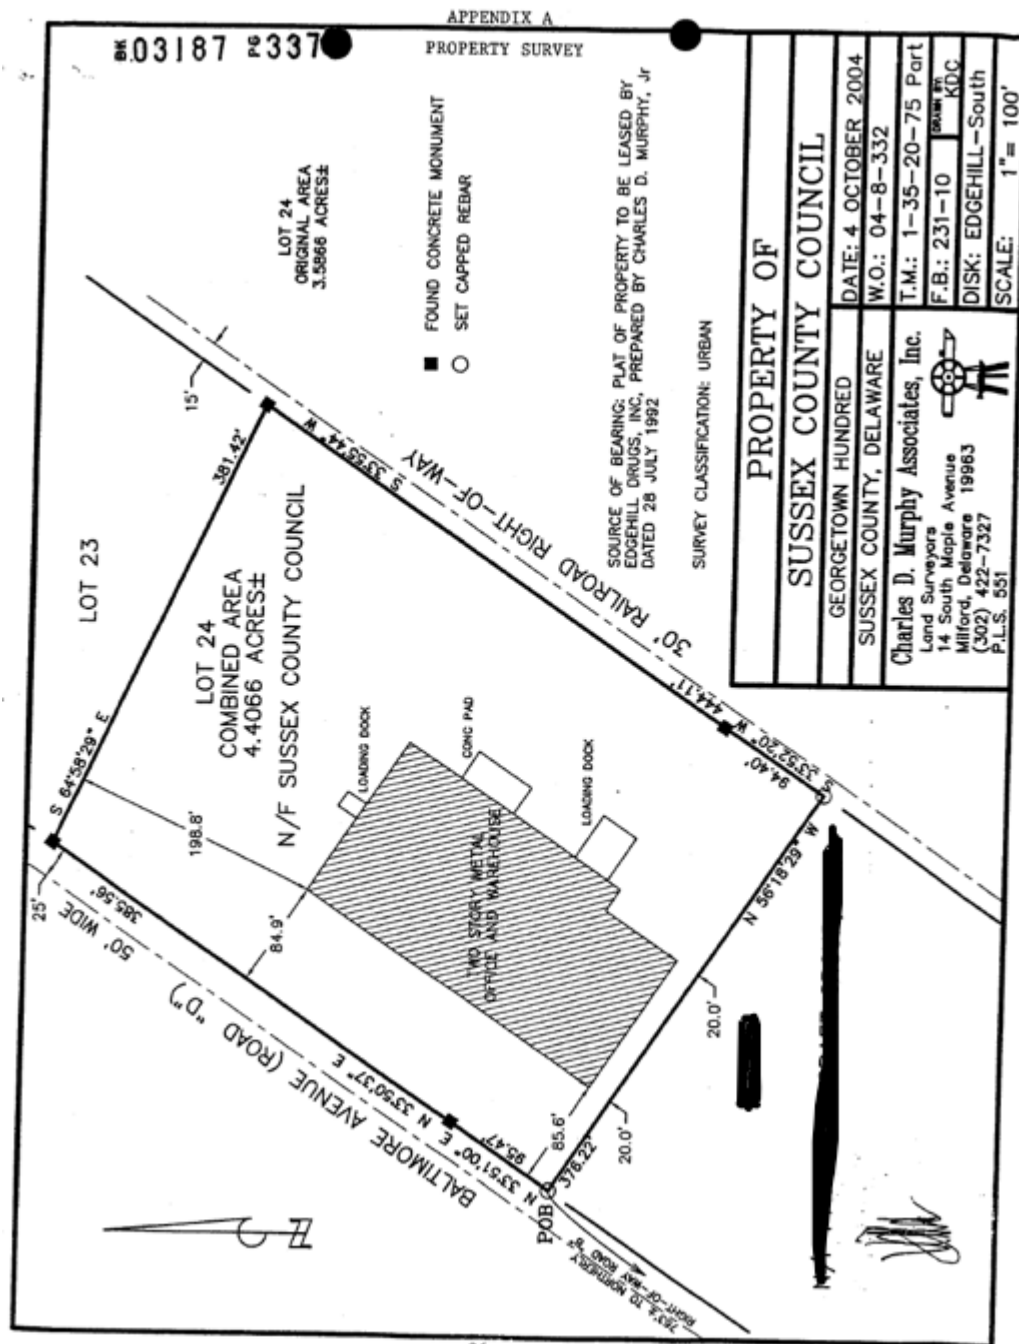 APPENDIX A
PROPERTY SURVEY
BK 03187 PG 337
LOT 24
ORIGINAL AREA
3.5866 ACRES±
■ FOUND CONCRETE MONUMENT
○ SET CAPPED REBAR
SOURCE OF BEARING: PLAT OF PROPERTY TO BE LEASED BY
EDGEHILL DRUGS, INC, PREPARED BY CHARLES D. MURPHY, Jr
DATED 28 JULY 1992
SURVEY CLASSIFICATION: URBAN
LOT 23
LOT 24
COMBINED AREA
4.4066 ACRES±
N/F SUSSEX COUNTY COUNCIL
S 64°58'29" E
381.42'
15'
S 33°55'44" W
444.11'
30' RAILROAD RIGHT-OF-WAY
S 33°52'20" W
94.40'
N 56°18'29" W
376.22'
20.0'
20.0'
85.6'
84.9'
198.8'
25'
50' WIDE
385.56'
N 33°50'37" E
N 33°51'00" E
95.47'
BALTIMORE AVENUE (ROAD "D")
POB
TO NORTHERLY
RIGHT-OF-WAY ROAD "B"
LOADING DOCK
CONC PAD
LOADING DOCK
TWO STORY METAL
OFFICE AND WAREHOUSE
PROPERTY OF
SUSSEX COUNTY COUNCIL
GEORGETOWN HUNDRED
SUSSEX COUNTY, DELAWARE
Charles D. Murphy Associates, Inc.
Land Surveyors
14 South Maple Avenue
Milford, Delaware 19963
(302) 422-7327
P.L.S. 551
DATE: 4 OCTOBER 2004
W.O.: 04-8-332
T.M.: 1-35-20-75 Part
F.B.: 231-10
DRAWN BY: KDC
DISK: EDGEHILL-South
SCALE: 1"= 100'